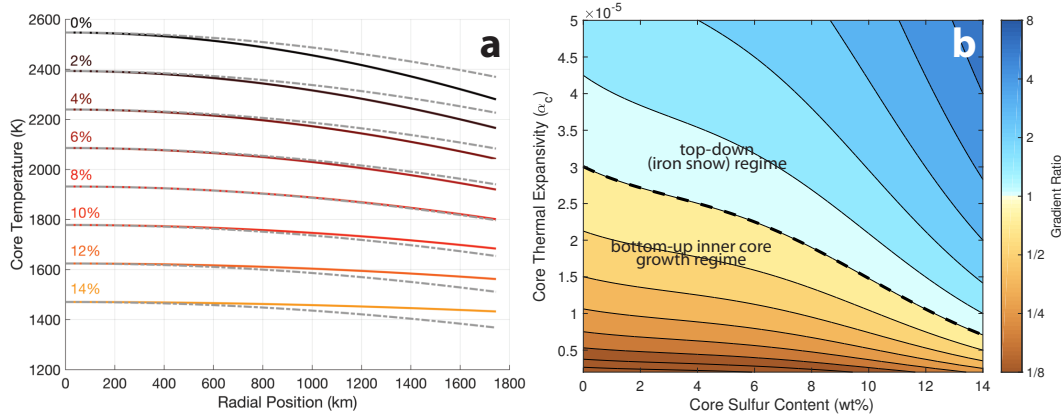 a
2600
2400
2200
2000
1800
1600
1400
1200
0%
2%
4%
6%
8%
10%
12%
14%
0 200 400 600 800 1000 1200 1400 1600 1800
Core Temperature (K)
Radial Position (km)
b
×10⁻⁵
5
4.5
4
3.5
3
2.5
2
1.5
1
0.5
0 2 4 6 8 10 12 14
Core Thermal Expansivity (αc)
Core Sulfur Content (wt%)
top-down
(iron snow) regime
bottom-up inner core
growth regime
8
4
2
1
1/2
1/4
1/8
Gradient Ratio